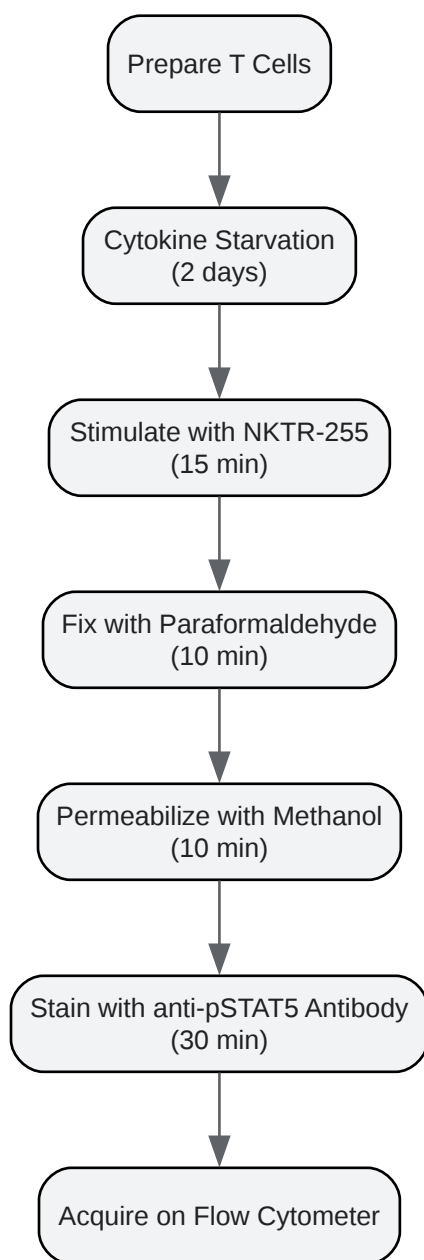 Prepare T Cells
Cytokine Starvation
(2 days)
Stimulate with NKTR-255
(15 min)
Fix with Paraformaldehyde
(10 min)
Permeabilize with Methanol
(10 min)
Stain with anti-pSTAT5 Antibody
(30 min)
Acquire on Flow Cytometer